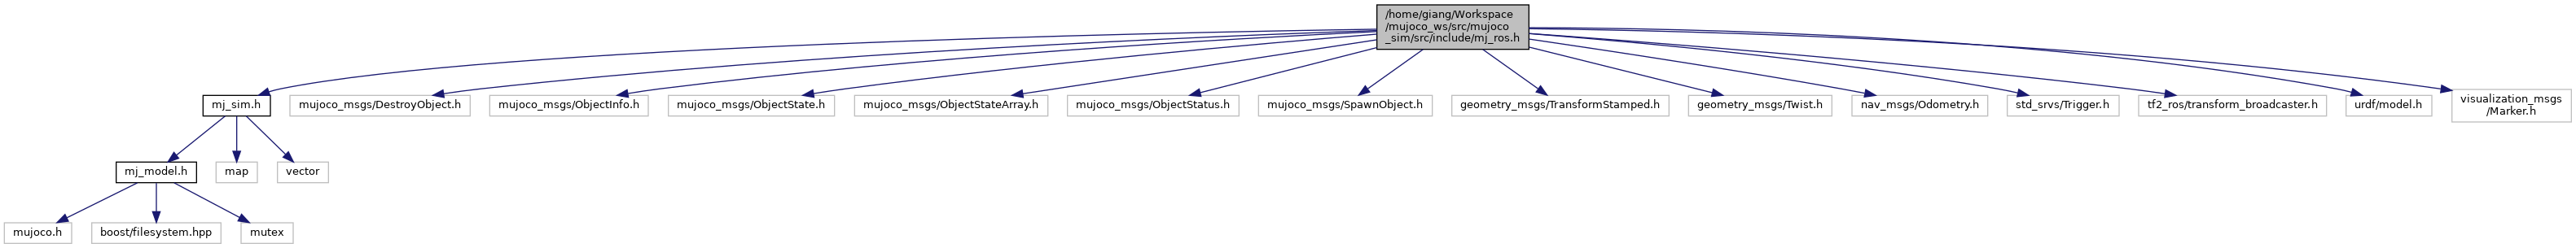 /home/giang/Workspace
/mujoco_ws/src/mujoco
_sim/src/include/mj_ros.h
mj_sim.h
mujoco_msgs/DestroyObject.h
mujoco_msgs/ObjectInfo.h
mujoco_msgs/ObjectState.h
mujoco_msgs/ObjectStateArray.h
mujoco_msgs/ObjectStatus.h
mujoco_msgs/SpawnObject.h
geometry_msgs/TransformStamped.h
geometry_msgs/Twist.h
nav_msgs/Odometry.h
std_srvs/Trigger.h
tf2_ros/transform_broadcaster.h
urdf/model.h
visualization_msgs
/Marker.h
mj_model.h
map
vector
mujoco.h
boost/filesystem.hpp
mutex